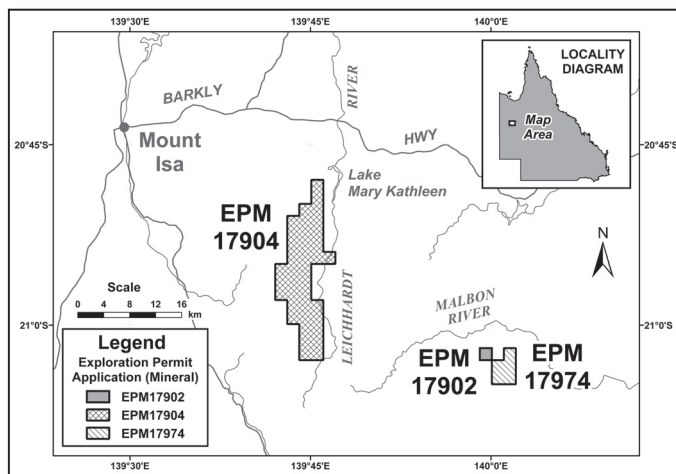 139°30'E
139°45'E
140°0'E
LOCALITY
DIAGRAM
Map
Area
BARKLY
HWY
RIVER
20°45'S
20°45'S
Mount
Isa
Lake
Mary Kathleen
EPM
17904
N
Scale
0 4 8 12 16
km
LEICHHARDT
MALBON
RIVER
21°0'S
21°0'S
EPM
17902
EPM
17974
Legend
Exploration Permit
Application (Mineral)
EPM17902
EPM17904
EPM17974
139°30'E
139°45'E
140°0'E